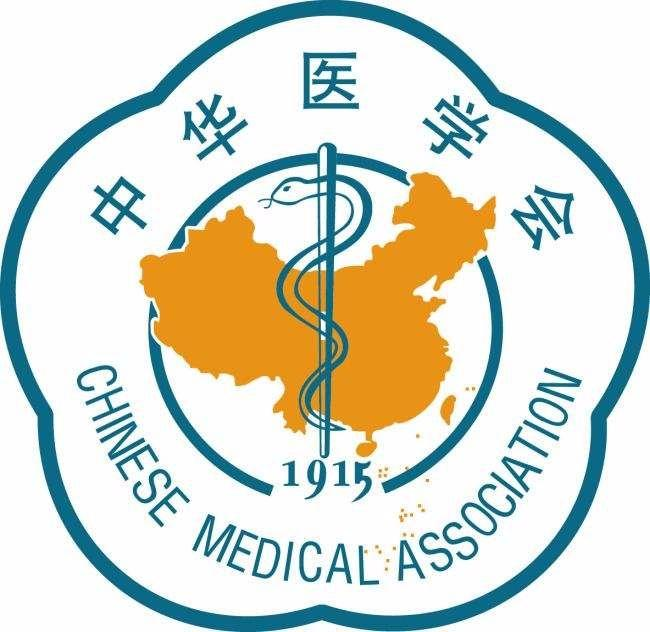 中华医学会
1915
CHINESE MEDICAL ASSOCIATION